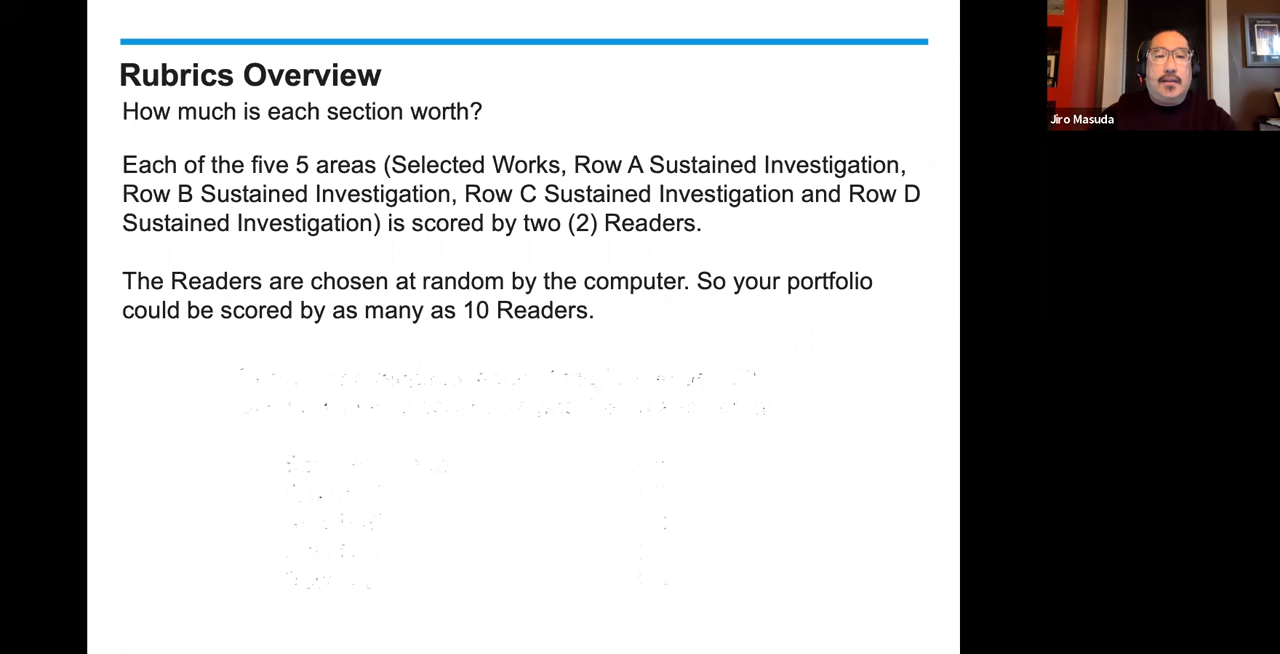 Rubrics Overview
How much is each section worth?
Each of the five 5 areas (Selected Works, Row A Sustained Investigation,
Row B Sustained Investigation, Row C Sustained Investigation and Row D
Sustained Investigation) is scored by two (2) Readers.
The Readers are chosen at random by the computer. So your portfolio
could be scored by as many as 10 Readers.
Jiro Masuda